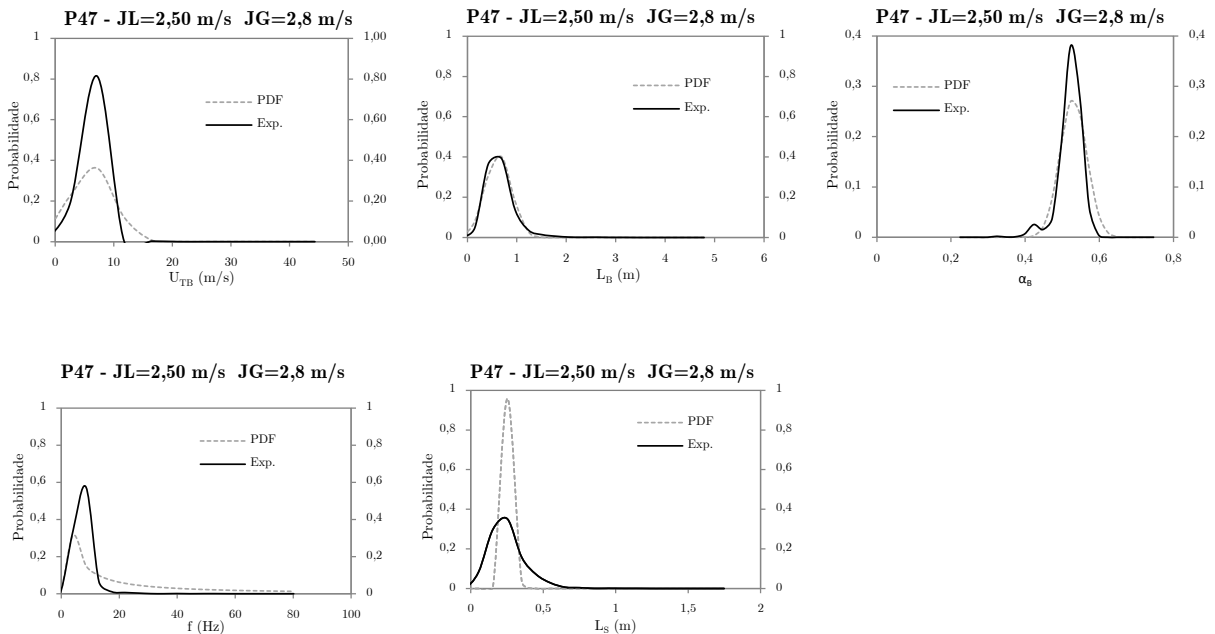 P47 - JL=2,50 m/s JG=2,8 m/s
1
0,8
0,6
0,4
0,2
0
Probabilidade
1,00
0,80
0,60
0,40
0,20
0,00
PDF
Exp.
0 10 20 30 40 50
U_TB (m/s)
P47 - JL=2,50 m/s JG=2,8 m/s
1
0,8
0,6
0,4
0,2
0
Probabilidade
1
0,8
0,6
0,4
0,2
0
PDF
Exp.
0 1 2 3 4 5 6
L_B (m)
P47 - JL=2,50 m/s JG=2,8 m/s
0,4
0,3
0,2
0,1
0
Probabilidade
0,4
0,3
0,2
0,1
0
PDF
Exp.
0 0,2 0,4 0,6 0,8
α_B
P47 - JL=2,50 m/s JG=2,8 m/s
1
0,8
0,6
0,4
0,2
0
Probabilidade
1
0,8
0,6
0,4
0,2
0
PDF
Exp.
0 20 40 60 80 100
f (Hz)
P47 - JL=2,50 m/s JG=2,8 m/s
1
0,8
0,6
0,4
0,2
0
Probabilidade
1
0,8
0,6
0,4
0,2
0
PDF
Exp.
0 0,5 1 1,5 2
L_S (m)